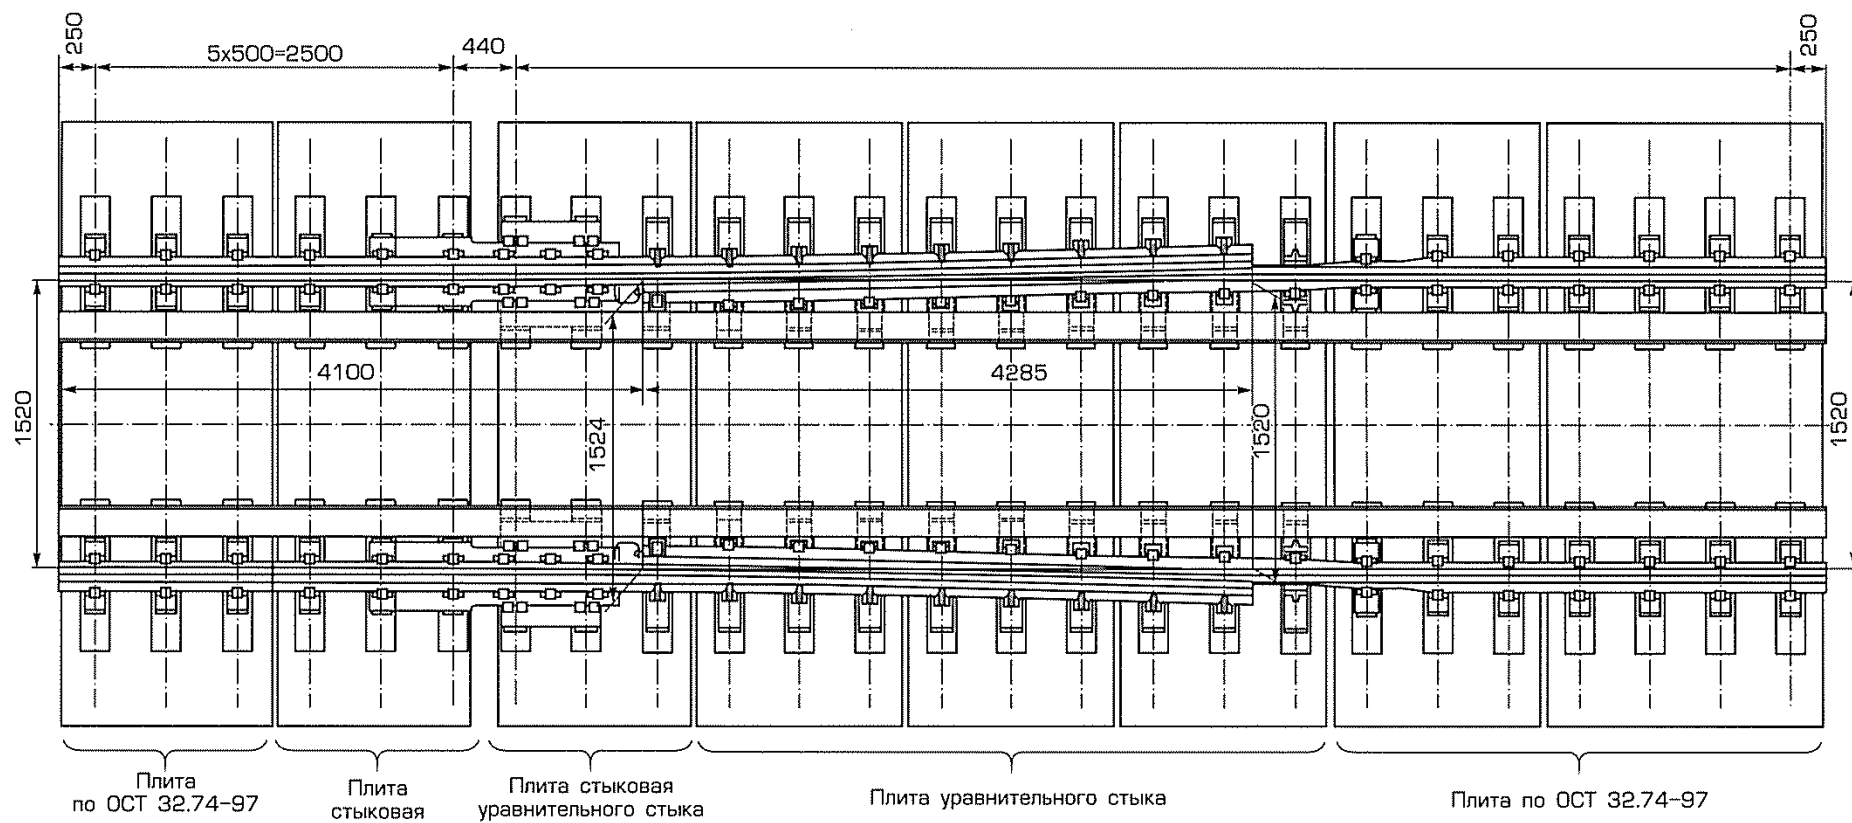 250
5x500=2500
440
250
4100
4285
1520
1524
1520
1520
Плита
по ОСТ 32.74-97
Плита
стыковая
Плита стыковая
уравнительного стыка
Плита уравнительного стыка
Плита по ОСТ 32.74-97